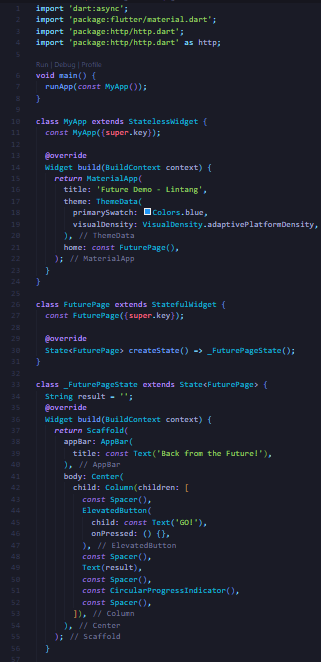 1 import 'dart:async';
2 import 'package:flutter/material.dart';
3 import 'package:http/http.dart';
4 import 'package:http/http.dart' as http;
5
Run | Debug | Profile
6 void main() {
7 runApp(const MyApp());
8 }
9
10 class MyApp extends StatelessWidget {
11 const MyApp({super.key});
12
13 @override
14 Widget build(BuildContext context) {
15 return MaterialApp(
16 title: 'Future Demo - Lintang',
17 theme: ThemeData(
18 primarySwatch: Colors.blue,
19 visualDensity: VisualDensity.adaptivePlatformDensity,
20 ), // ThemeData
21 home: const FuturePage(),
22 ); // MaterialApp
23 }
24 }
25
26 class FuturePage extends StatefulWidget {
27 const FuturePage({super.key});
28
29 @override
30 State<FuturePage> createState() => _FuturePageState();
31 }
32
33 class _FuturePageState extends State<FuturePage> {
34 String result = '';
35 @override
36 Widget build(BuildContext context) {
37 return Scaffold(
38 appBar: AppBar(
39 title: const Text('Back from the Future!'),
40 ), // AppBar
41 body: Center(
42 child: Column(children: [
43 const Spacer(),
44 ElevatedButton(
45 child: const Text('GO!'),
46 onPressed: () {},
47 ), // ElevatedButton
48 const Spacer(),
49 Text(result),
50 const Spacer(),
51 const CircularProgressIndicator(),
52 const Spacer(),
53 ]), // Column
54 ), // Center
55 ); // Scaffold
56 }